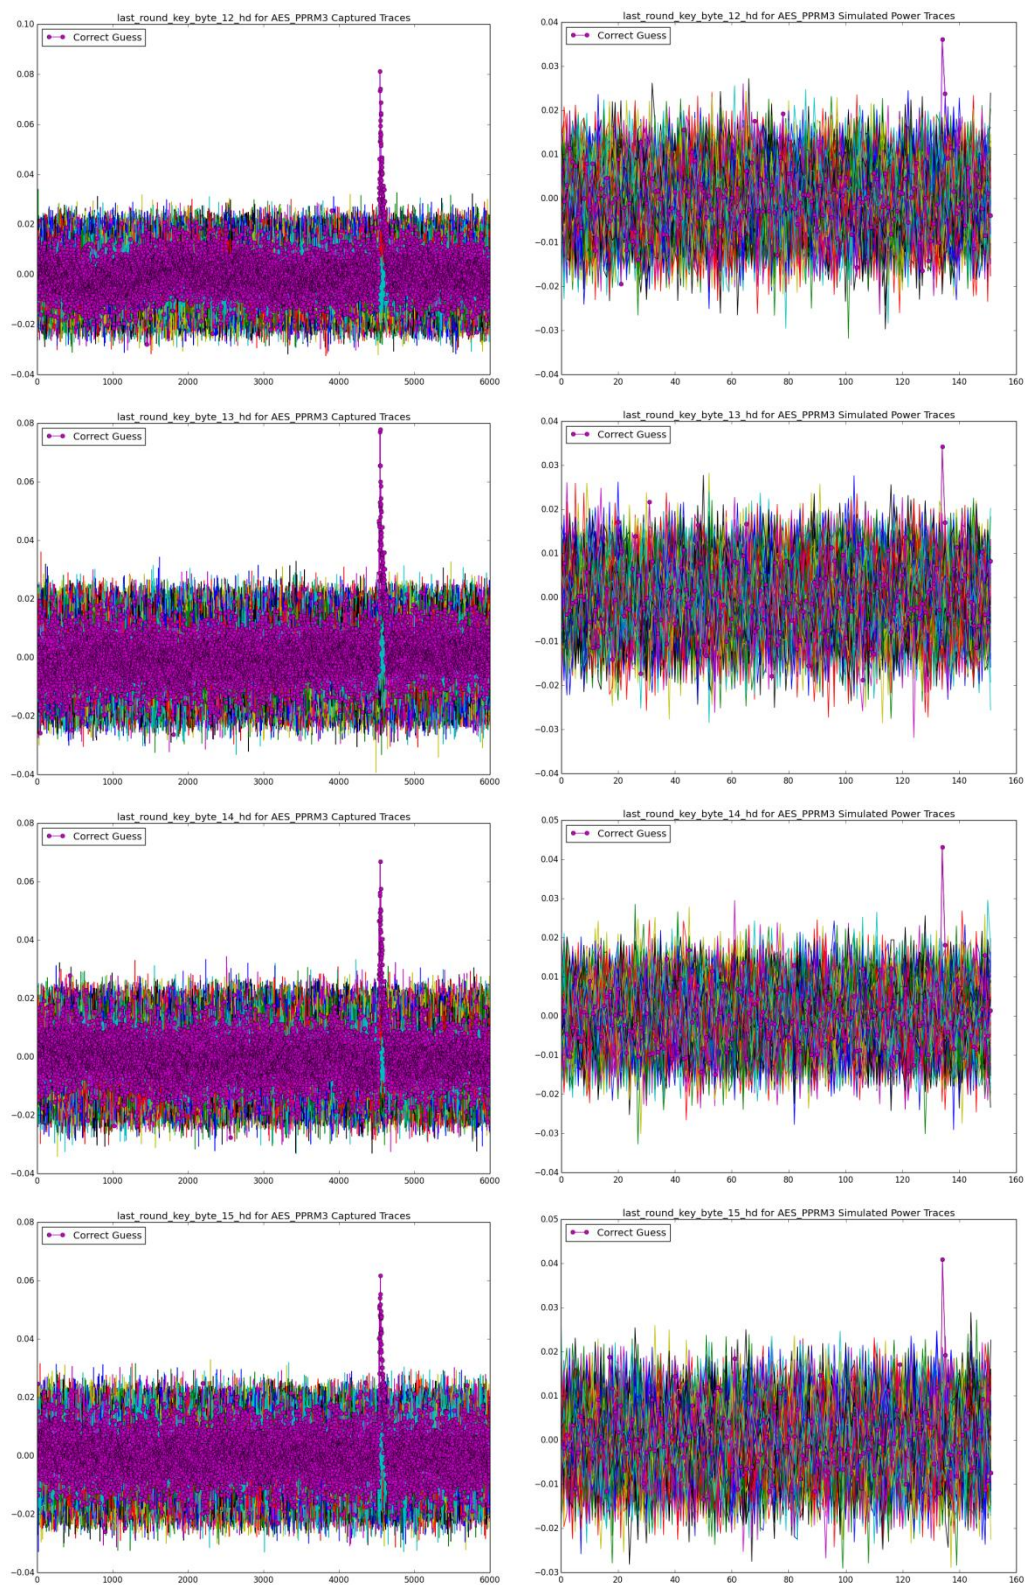 last_round_key_byte_12_hd for AES_PPRM3 Captured Traces
Correct Guess
0.10
0.08
0.06
0.04
0.02
0.00
−0.02
−0.04
0 1000 2000 3000 4000 5000 6000
last_round_key_byte_12_hd for AES_PPRM3 Simulated Power Traces
Correct Guess
0.04
0.03
0.02
0.01
0.00
−0.01
−0.02
−0.03
−0.04
0 20 40 60 80 100 120 140 160
last_round_key_byte_13_hd for AES_PPRM3 Captured Traces
Correct Guess
0.08
0.06
0.04
0.02
0.00
−0.02
−0.04
0 1000 2000 3000 4000 5000 6000
last_round_key_byte_13_hd for AES_PPRM3 Simulated Power Traces
Correct Guess
0.04
0.03
0.02
0.01
0.00
−0.01
−0.02
−0.03
−0.04
0 20 40 60 80 100 120 140 160
last_round_key_byte_14_hd for AES_PPRM3 Captured Traces
Correct Guess
0.08
0.06
0.04
0.02
0.00
−0.02
−0.04
0 1000 2000 3000 4000 5000 6000
last_round_key_byte_14_hd for AES_PPRM3 Simulated Power Traces
Correct Guess
0.05
0.04
0.03
0.02
0.01
0.00
−0.01
−0.02
−0.03
−0.04
0 20 40 60 80 100 120 140 160
last_round_key_byte_15_hd for AES_PPRM3 Captured Traces
Correct Guess
0.08
0.06
0.04
0.02
0.00
−0.02
−0.04
0 1000 2000 3000 4000 5000 6000
last_round_key_byte_15_hd for AES_PPRM3 Simulated Power Traces
Correct Guess
0.05
0.04
0.03
0.02
0.01
0.00
−0.01
−0.02
−0.03
0 20 40 60 80 100 120 140 160